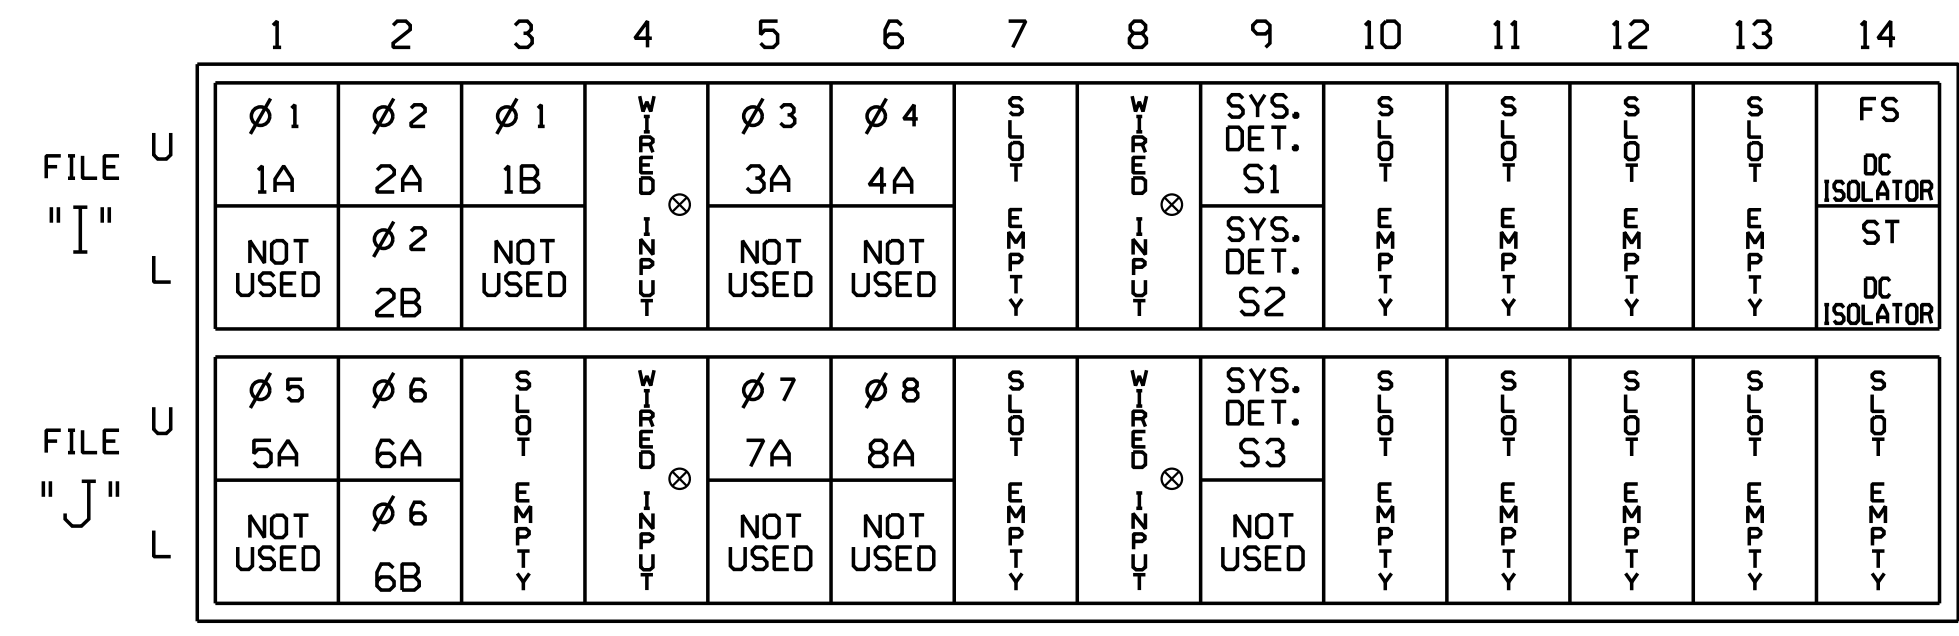 1 2 3 4 5 6 7 8 9 10 11 12 13 14
FILE
"I"
U
L
Ø 1
1A
NOT
USED
Ø 2
2A
Ø 2
2B
Ø 1
1B
NOT
USED
WIRED INPUT
Ø 3
3A
NOT
USED
Ø 4
4A
NOT
USED
SLOT EMPTY
WIRED INPUT
SYS.
DET.
S1
SYS.
DET.
S2
SLOT EMPTY
SLOT EMPTY
SLOT EMPTY
SLOT EMPTY
FS
DC
ISOLATOR
ST
DC
ISOLATOR
FILE
"J"
U
L
Ø 5
5A
NOT
USED
Ø 6
6A
Ø 6
6B
SLOT EMPTY
WIRED INPUT
Ø 7
7A
NOT
USED
Ø 8
8A
NOT
USED
SLOT EMPTY
WIRED INPUT
SYS.
DET.
S3
NOT
USED
SLOT EMPTY
SLOT EMPTY
SLOT EMPTY
SLOT EMPTY
SLOT EMPTY